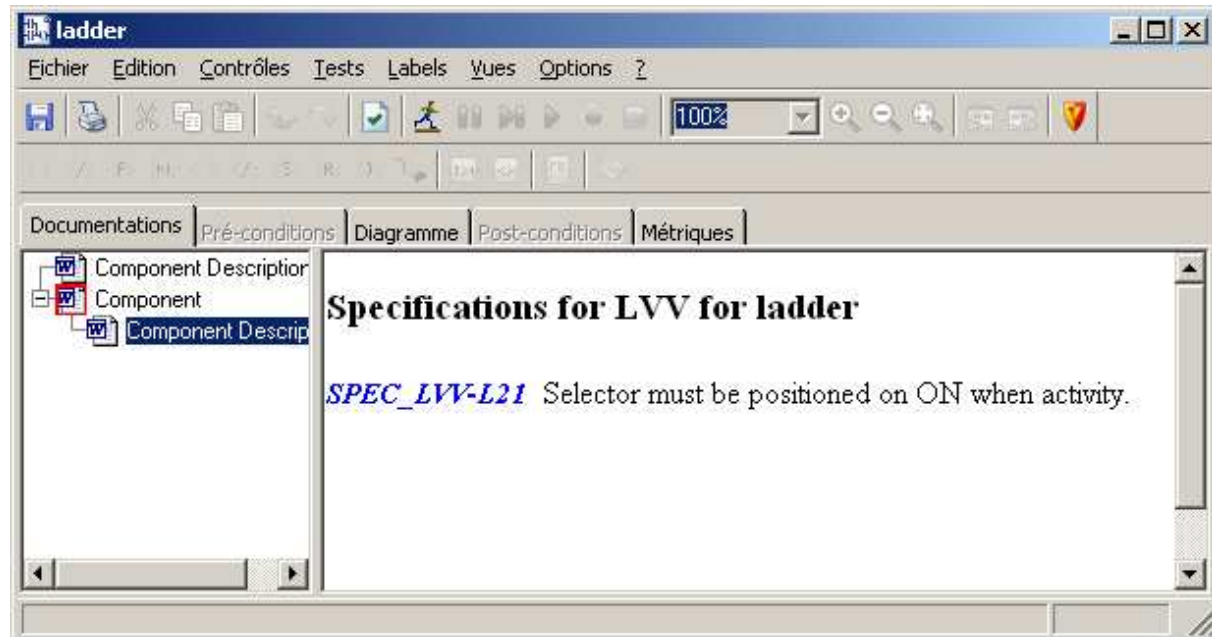 ladder
Fichier Edition Contrôles Tests Labels Vues Options ?
100%
Documentations Pré-conditions Diagramme Post-conditions Métriques
Component Description
Component
Component Descrip
Specifications for LVV for ladder
SPEC_LVV-L21 Selector must be positioned on ON when activity.